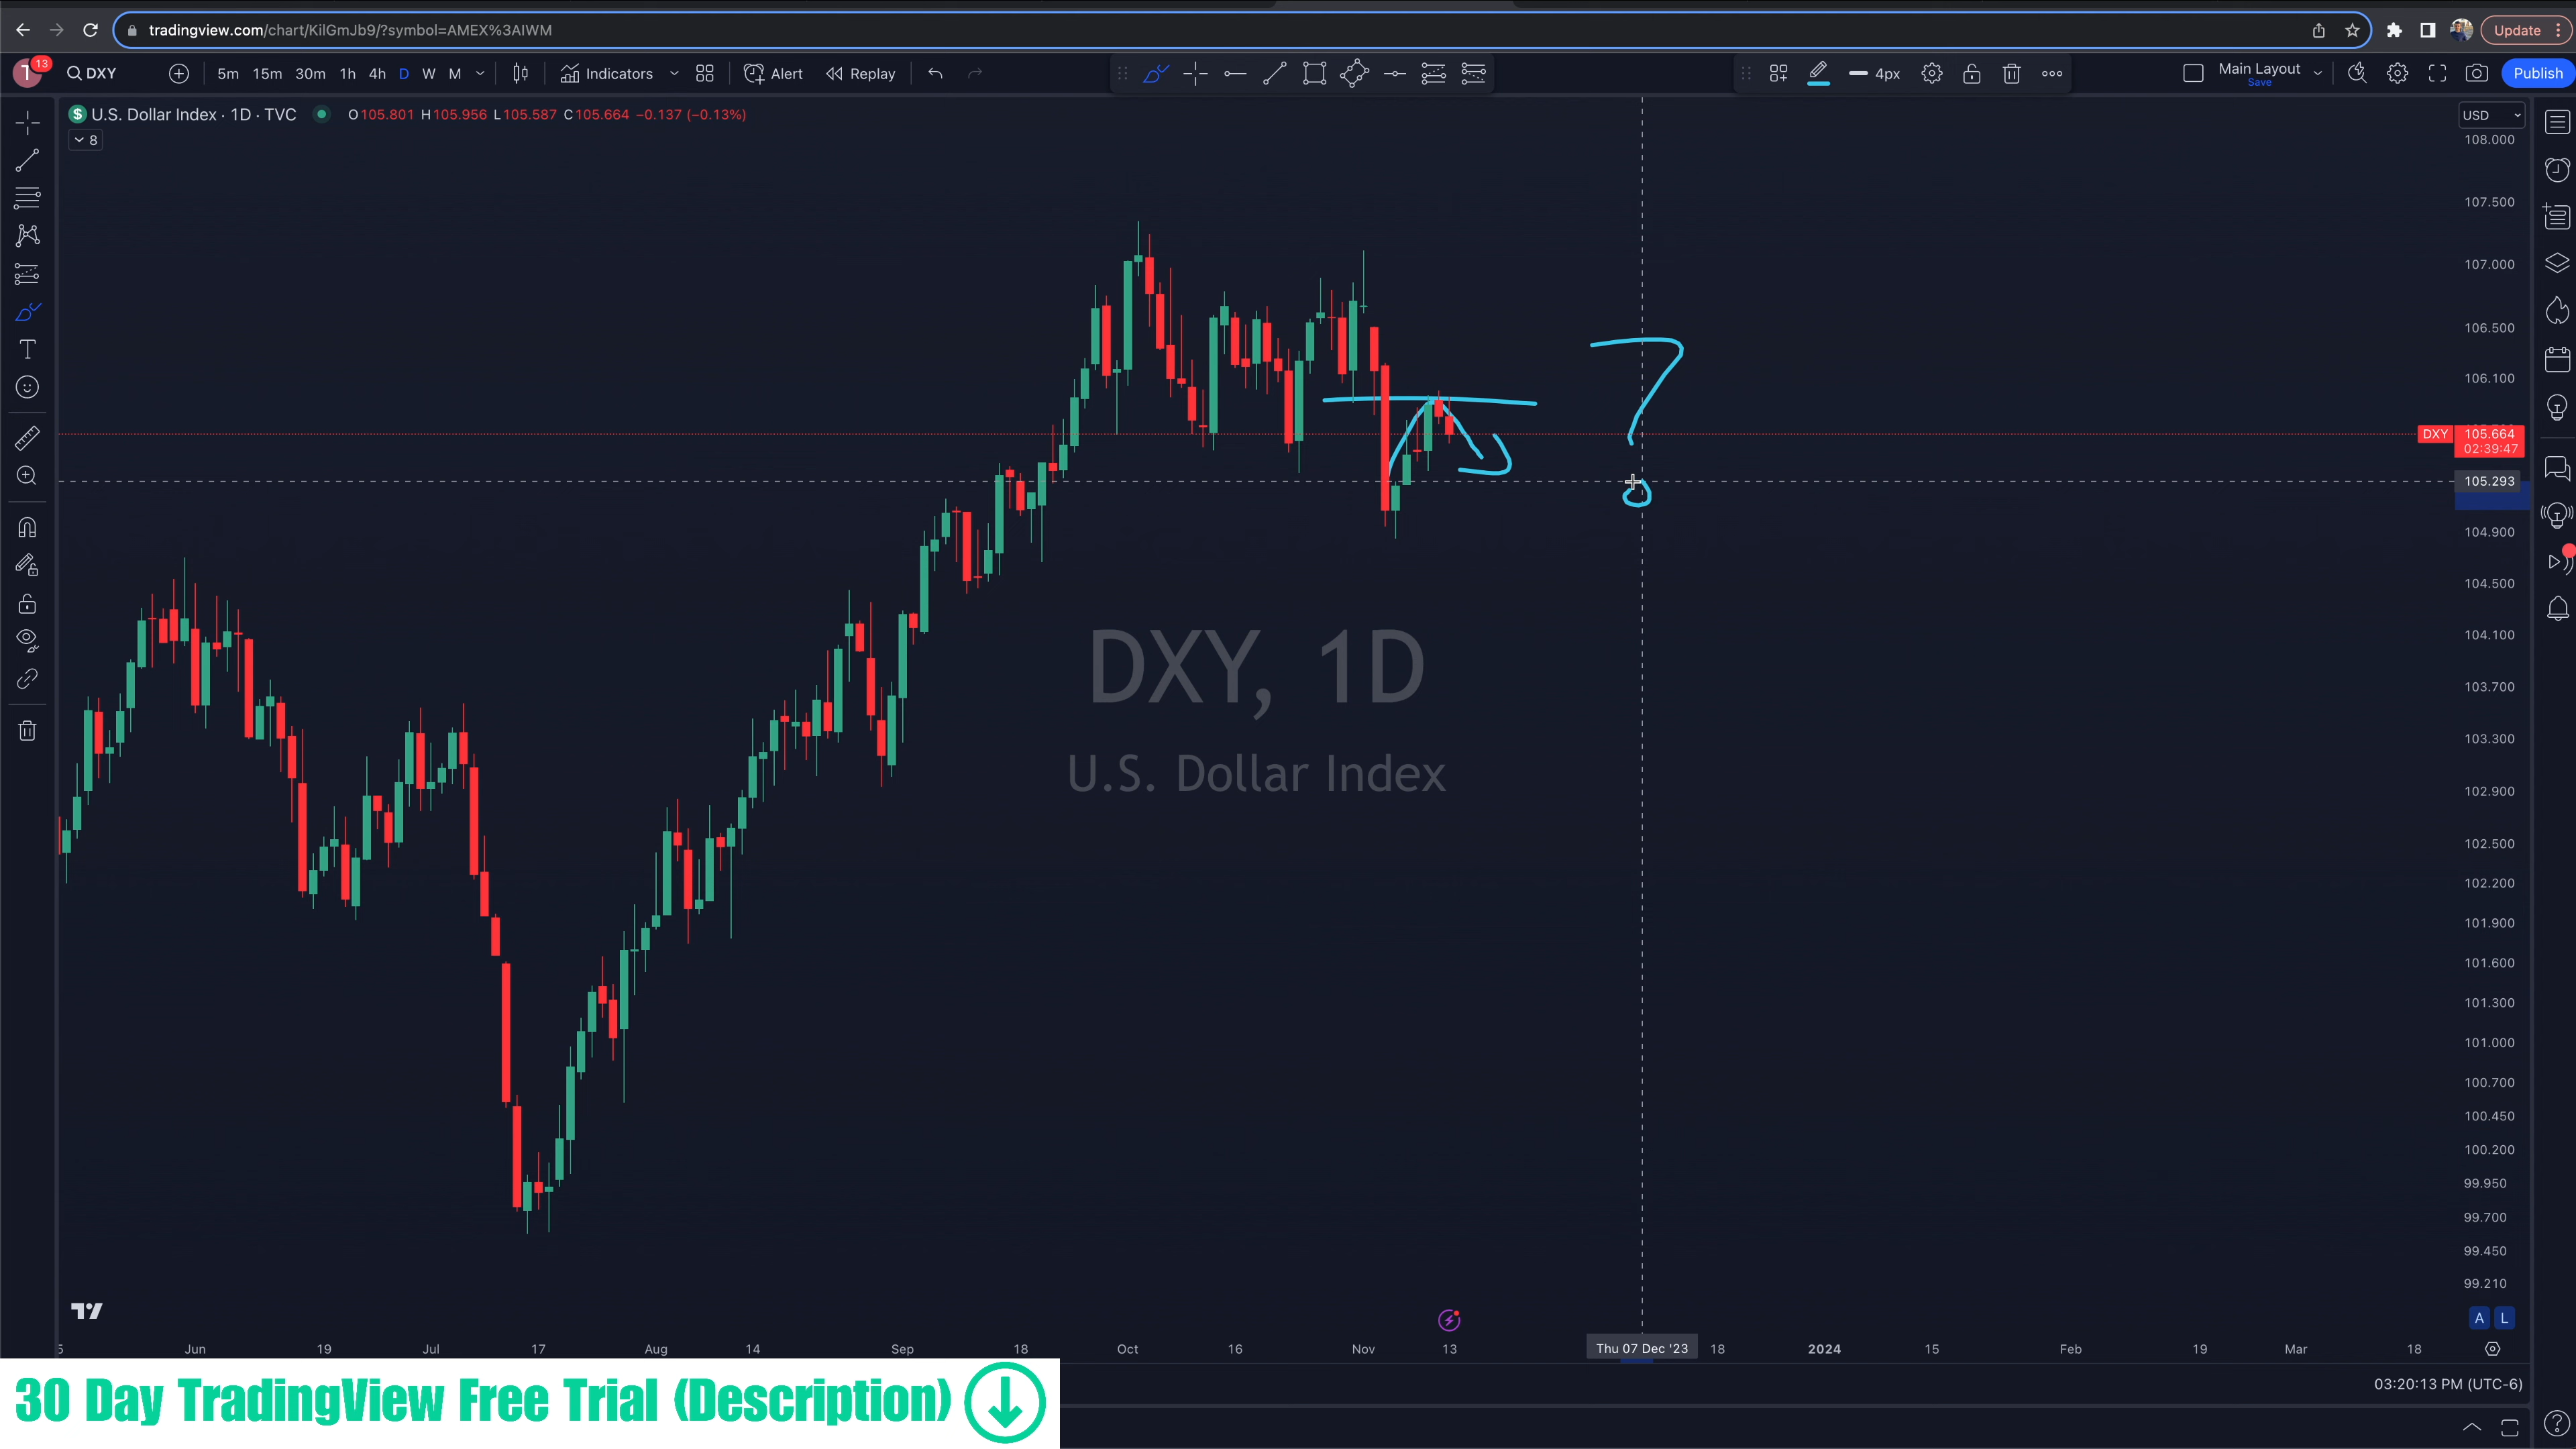 tradingview.com/chart/KilGmJb9/?symbol=AMEX%3AIWM
Update
T 13 DXY 5m 15m 30m 1h 4h D W M Indicators Alert Replay 4px Main Layout Save Publish
U.S. Dollar Index · 1D · TVC O105.801 H105.956 L105.587 C105.664 −0.137 (−0.13%)
8
USD
108.000
107.500
107.000
106.500
106.100
?
DXY 105.664
02:39:47
105.293
104.900
104.500
104.100
103.700
103.300
102.900
102.500
102.200
101.900
101.600
101.300
101.000
100.700
100.450
100.200
99.950
99.700
99.450
99.210
DXY, 1D
U.S. Dollar Index
A L
Jun 19 Jul 17 Aug 14 Sep 18 Oct 16 Nov 13 Thu 07 Dec '23 18 2024 15 Feb 19 Mar 18
03:20:13 PM (UTC-6)
30 Day TradingView Free Trial (Description)